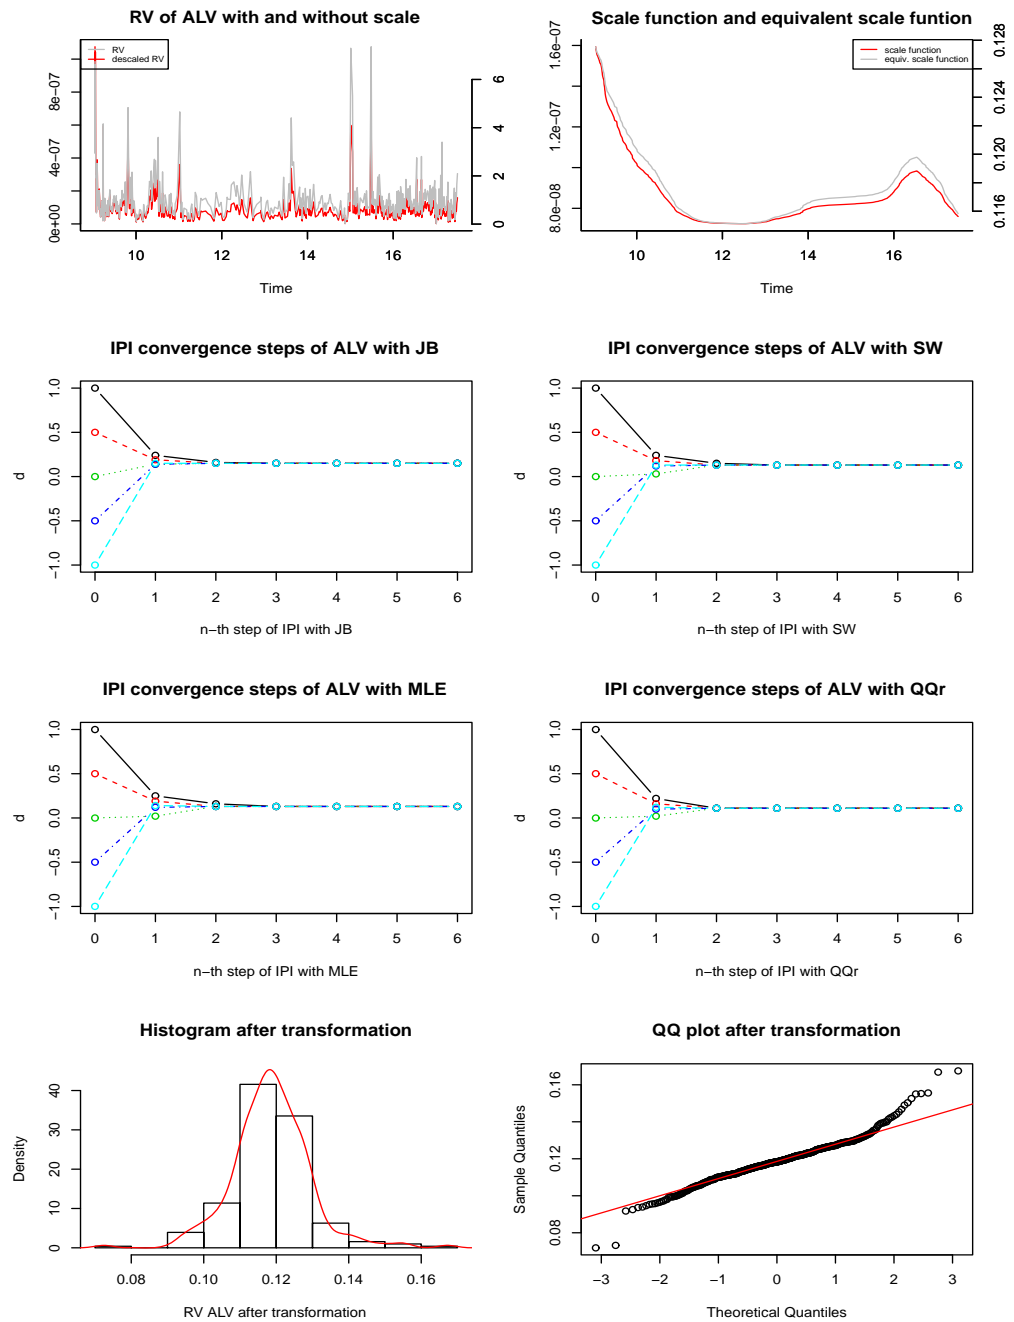 RV of ALV with and without scale
RV
descaled RV
0e+00 4e-07 8e-07
0 2 4 6
10 12 14 16
Time
Scale function and equivalent scale funtion
scale function
equiv. scale function
8.0e-08 1.2e-07 1.6e-07
0.116 0.120 0.124 0.128
10 12 14 16
Time
IPI convergence steps of ALV with JB
d
-1.0 -0.5 0.0 0.5 1.0
0 1 2 3 4 5 6
n-th step of IPI with JB
IPI convergence steps of ALV with SW
d
-1.0 -0.5 0.0 0.5 1.0
0 1 2 3 4 5 6
n-th step of IPI with SW
IPI convergence steps of ALV with MLE
d
-1.0 -0.5 0.0 0.5 1.0
0 1 2 3 4 5 6
n-th step of IPI with MLE
IPI convergence steps of ALV with QQr
d
-1.0 -0.5 0.0 0.5 1.0
0 1 2 3 4 5 6
n-th step of IPI with QQr
Histogram after transformation
Density
0 10 20 30 40
0.08 0.10 0.12 0.14 0.16
RV ALV after transformation
QQ plot after transformation
Sample Quantiles
0.08 0.12 0.16
-3 -2 -1 0 1 2 3
Theoretical Quantiles